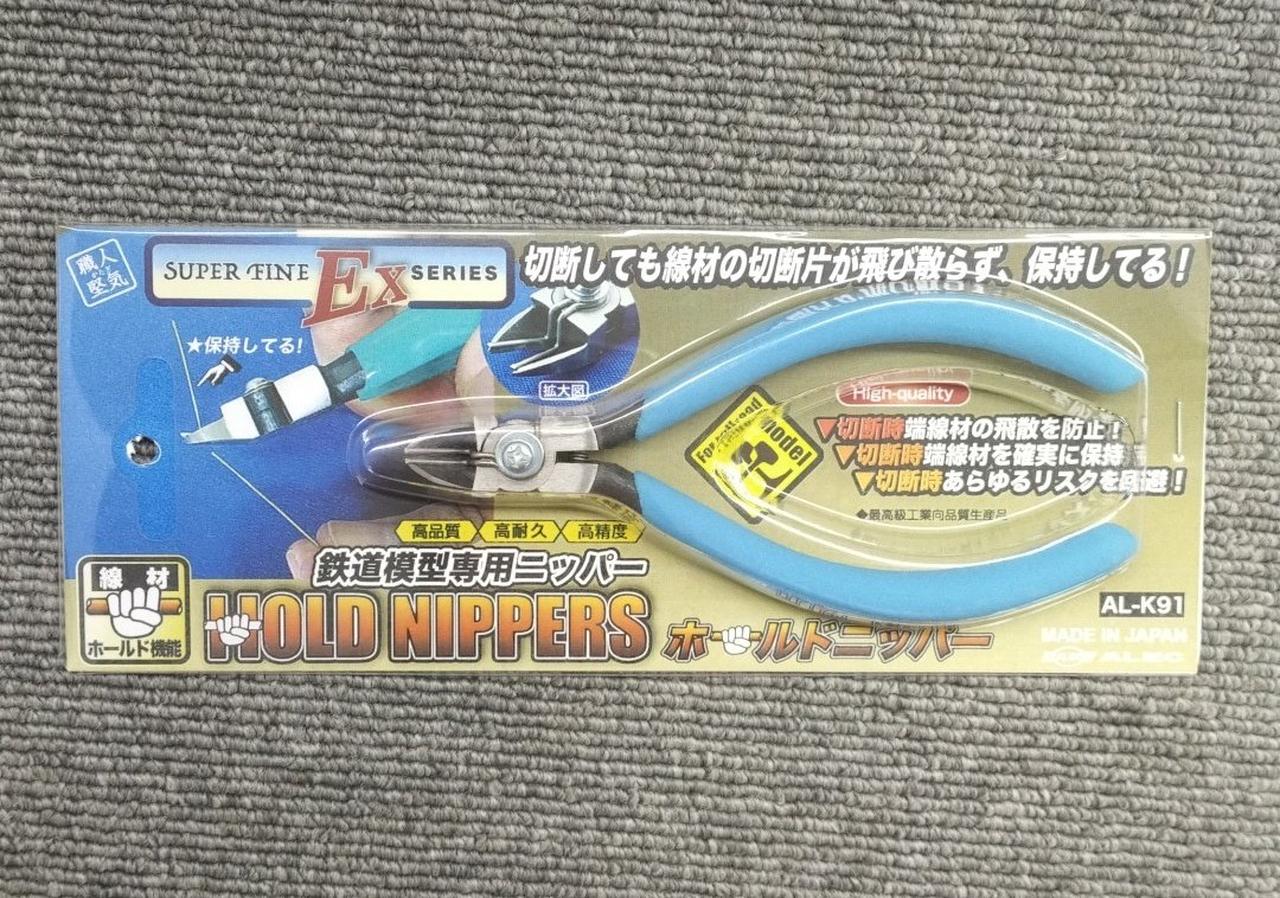 職人
かたぎ
堅気
SUPER FINE Ex SERIES
切断しても線材の切断片が飛び散らず、保持してる！
★保持してる！
拡大図
High-quality
For railroad model
▼切断時端線材の飛散を防止！
▼切断時端線材を確実に保持
▼切断時あらゆるリスクを回避！
◆最高級工業向品質生産品
高品質 高耐久 高精度
鉄道模型専用ニッパー
線材
ホールド機能
HOLD NIPPERS ホールドニッパー
AL-K91
MADE IN JAPAN
ALEC